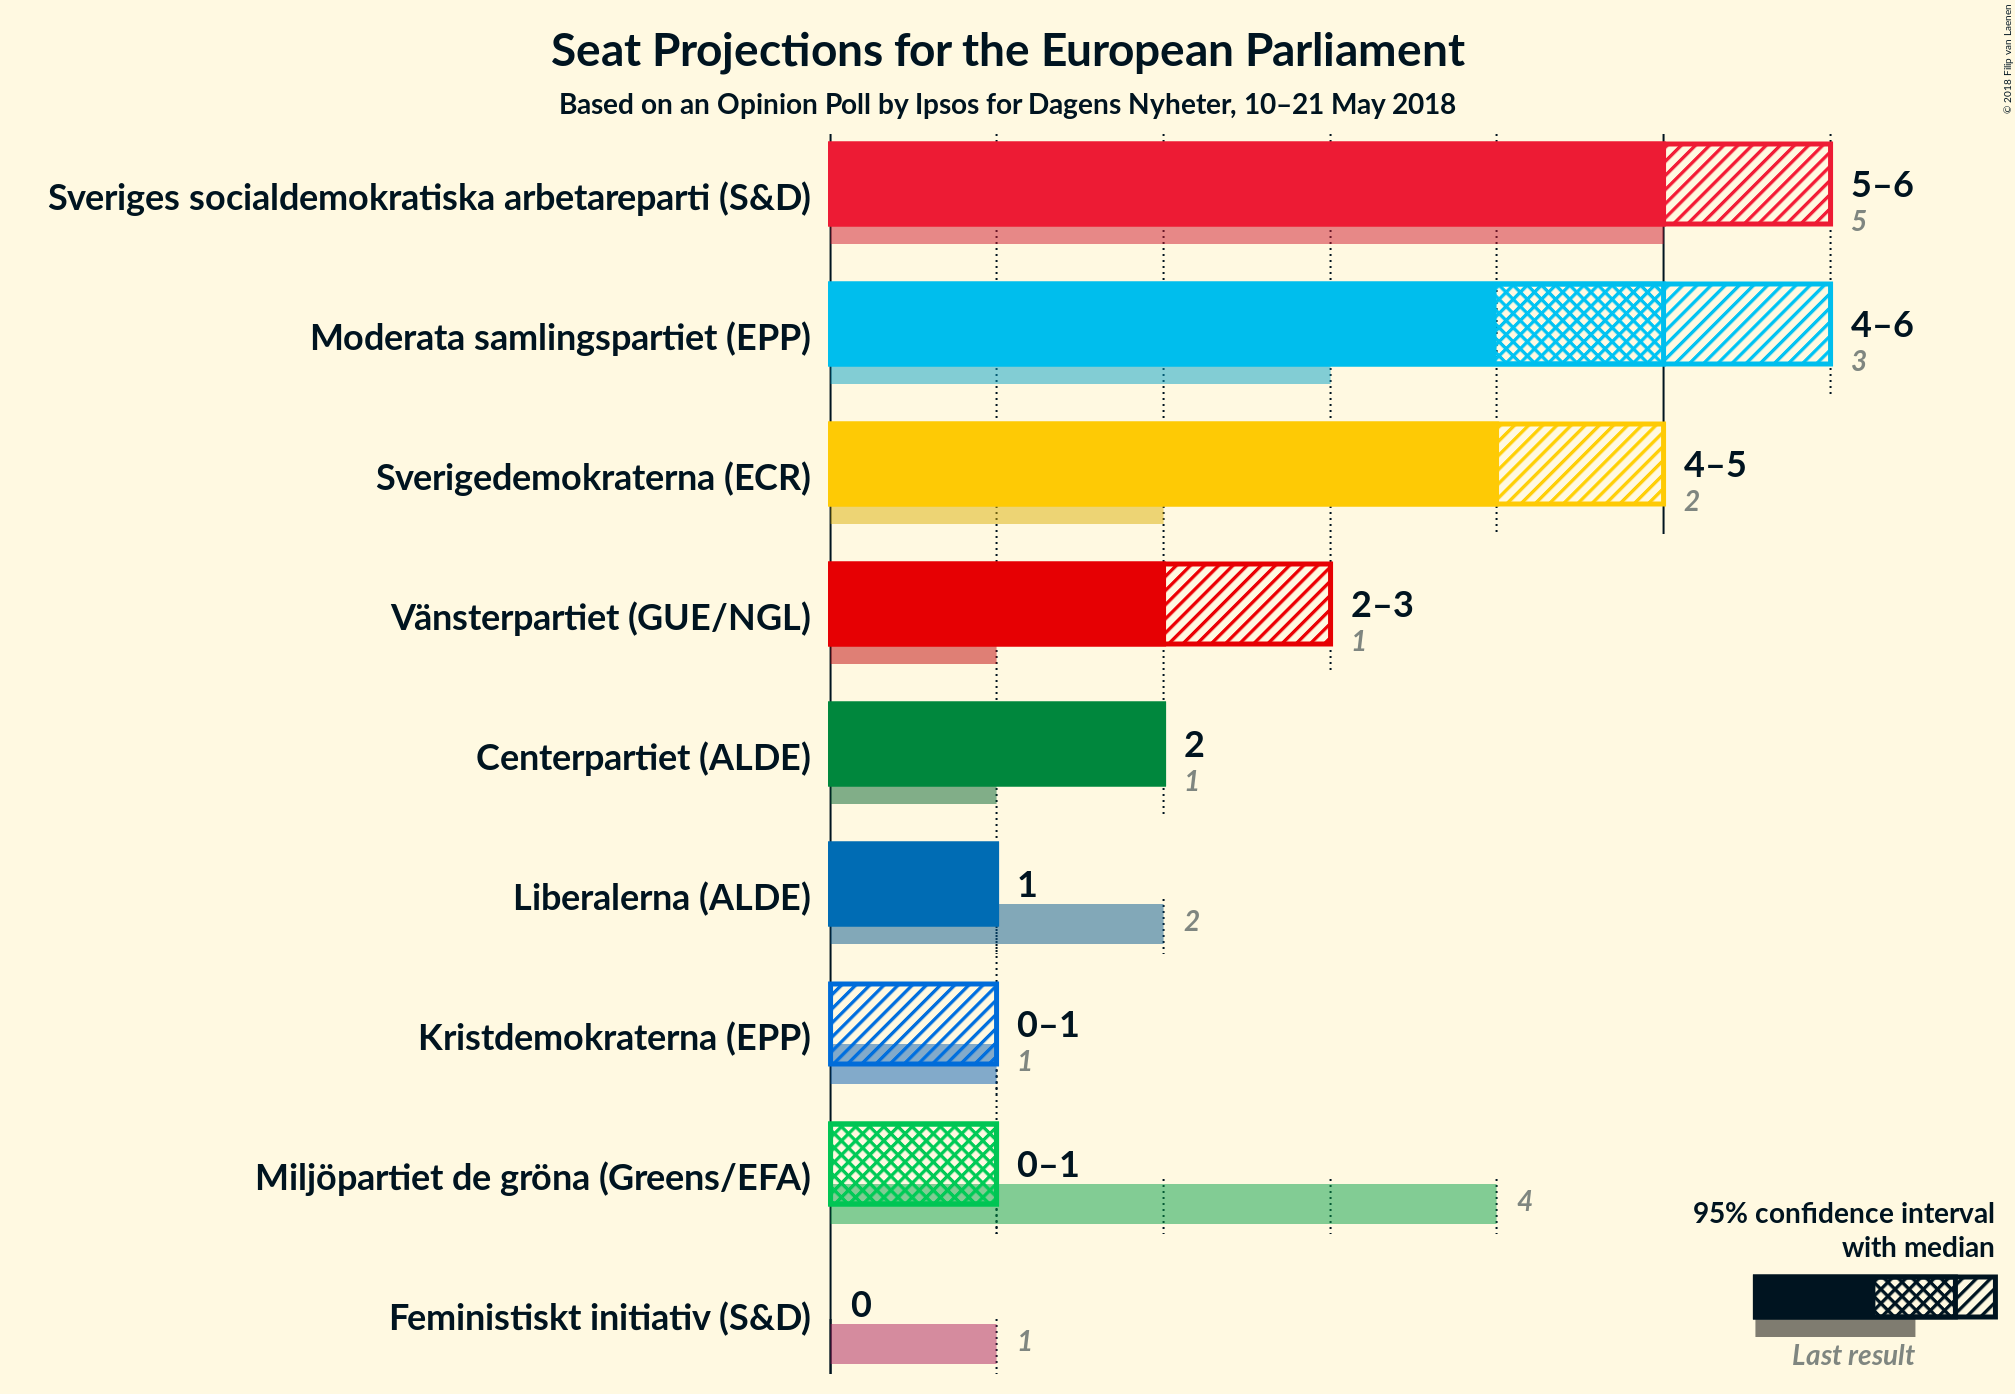 Seat Projections for the European Parliament
Based on an Opinion Poll by Ipsos for Dagens Nyheter, 10–21 May 2018
© 2018 Filip van Laenen
Sveriges socialdemokratiska arbetareparti (S&D)
5–6
5
Moderata samlingspartiet (EPP)
4–6
3
Sverigedemokraterna (ECR)
4–5
2
Vänsterpartiet (GUE/NGL)
2–3
1
Centerpartiet (ALDE)
2
1
Liberalerna (ALDE)
1
2
Kristdemokraterna (EPP)
0–1
1
Miljöpartiet de gröna (Greens/EFA)
0–1
4
Feministiskt initiativ (S&D)
0
1
95% confidence interval
with median
Last result